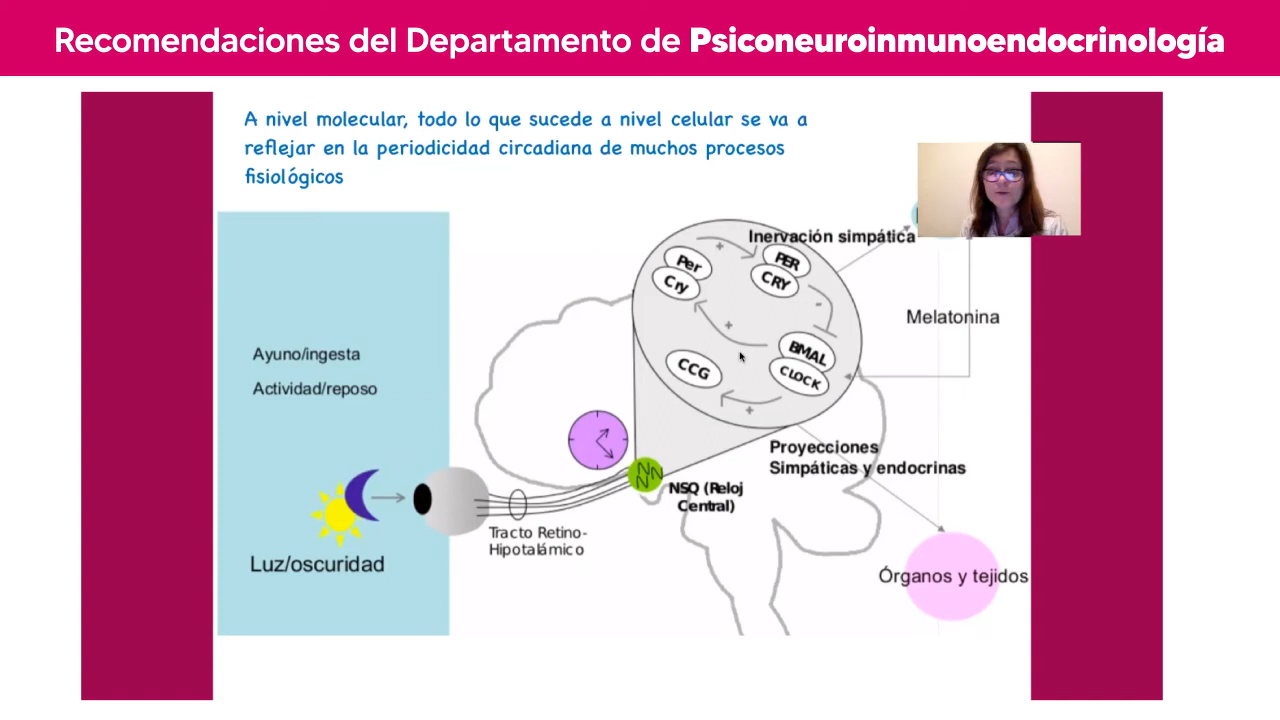 Recomendaciones del Departamento de Psiconeuroinmunoendocrinología
A nivel molecular, todo lo que sucede a nivel celular se va a
reflejar en la periodicidad circadiana de muchos procesos
fisiológicos
Inervación simpática
Per
Cry
+
PER
CRY
-
+
Melatonina
BMAL
CLOCK
CCG
+
Ayuno/ingesta
Actividad/reposo
Proyecciones
Simpáticas y endocrinas
NSQ (Reloj
Central)
Tracto Retino-
Hipotalámico
Luz/oscuridad
Órganos y tejidos